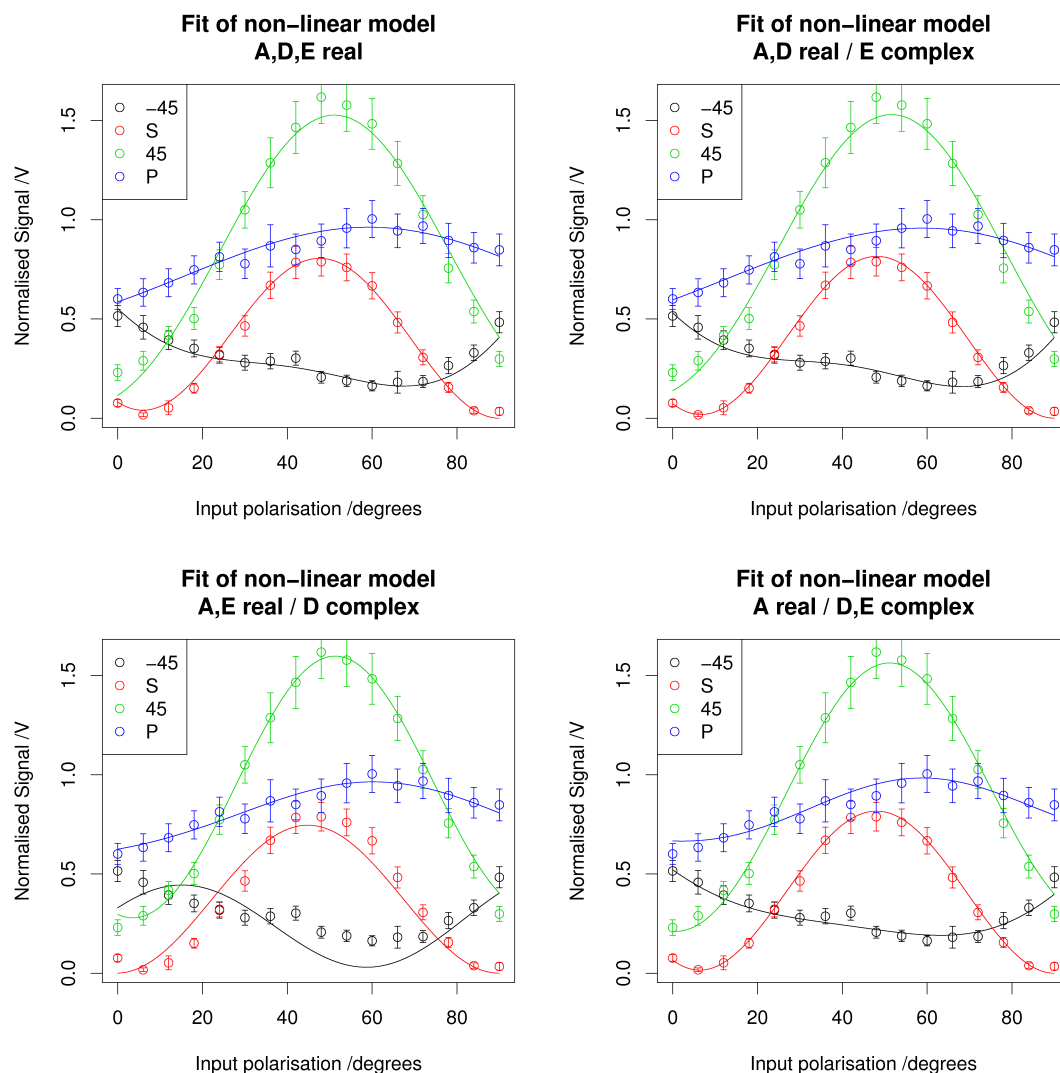 Fit of non−linear model
A,D,E real
−45
S
45
P
Normalised Signal /V
0.0
0.5
1.0
1.5
0
20
40
60
80
Input polarisation /degrees
Fit of non−linear model
A,D real / E complex
−45
S
45
P
Normalised Signal /V
0.0
0.5
1.0
1.5
0
20
40
60
80
Input polarisation /degrees
Fit of non−linear model
A,E real / D complex
−45
S
45
P
Normalised Signal /V
0.0
0.5
1.0
1.5
0
20
40
60
80
Input polarisation /degrees
Fit of non−linear model
A real / D,E complex
−45
S
45
P
Normalised Signal /V
0.0
0.5
1.0
1.5
0
20
40
60
80
Input polarisation /degrees